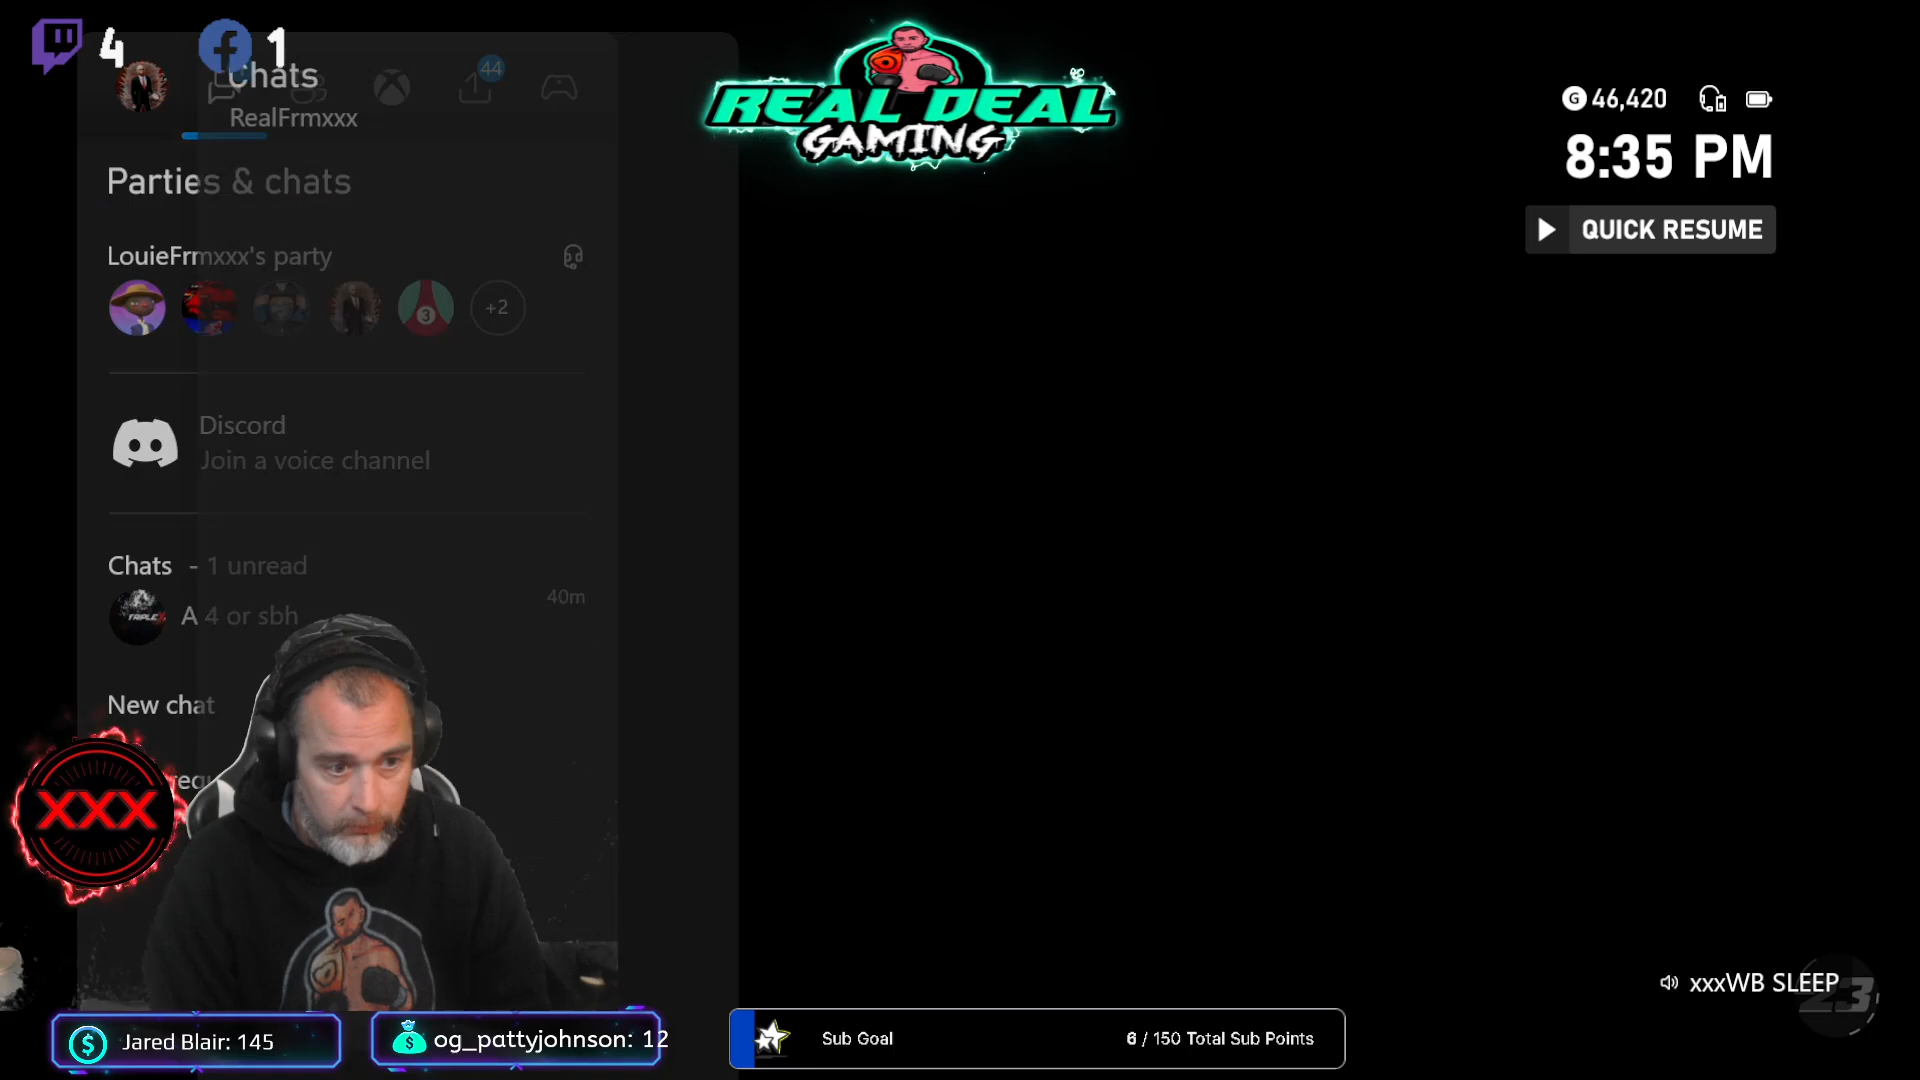 4
1
Chats
RealFrmxxx
44
Parties & chats
LouieFrmxxx's party
3
+2
Discord
Join a voice channel
Chats - 1 unread
40m
A 4 or sbh
New chat
XXX
REAL DEAL
GAMING
G 46,420
8:35 PM
QUICK RESUME
xxxWB SLEEP
23
Jared Blair: 145
og_pattyjohnson: 12
Sub Goal
6 / 150 Total Sub Points